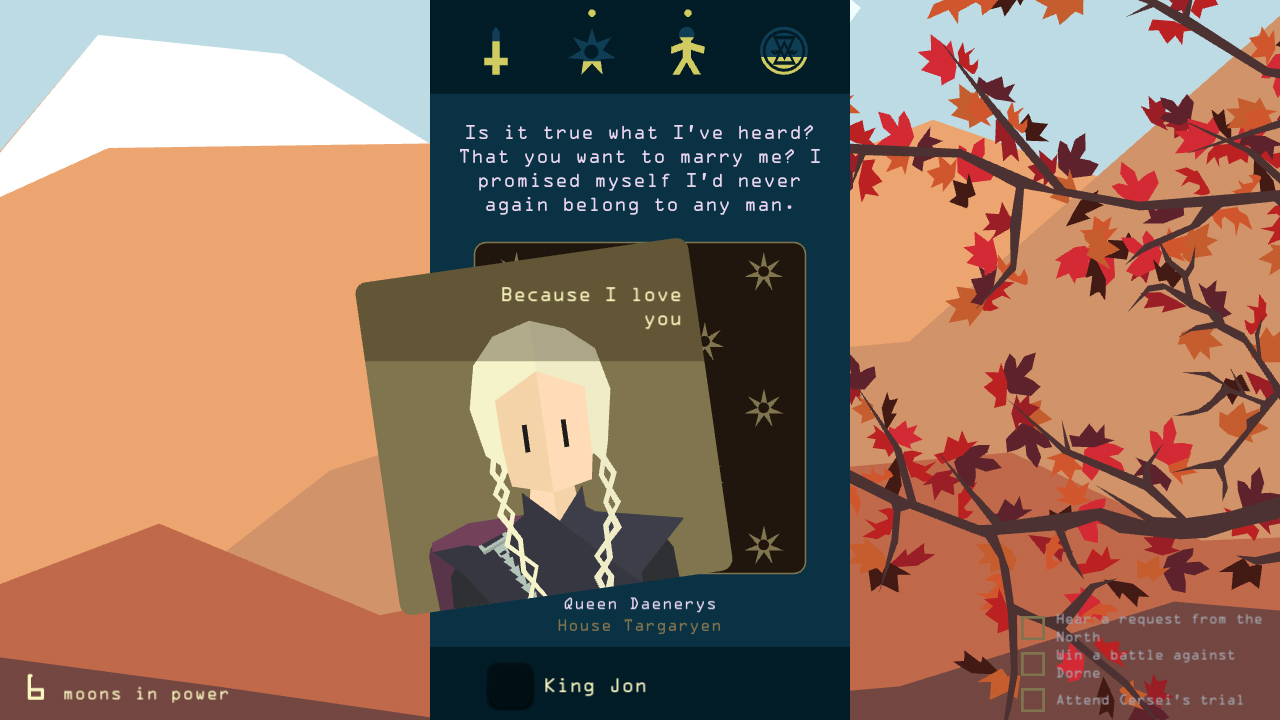 Is it true what I've heard?
That you want to marry me? I
promised myself I'd never
again belong to any man.
Because I love
you
Queen Daenerys
House Targaryen
King Jon
6 moons in power
Hear a request from the
North
Win a battle against
Dorne
Attend Cersei's trial